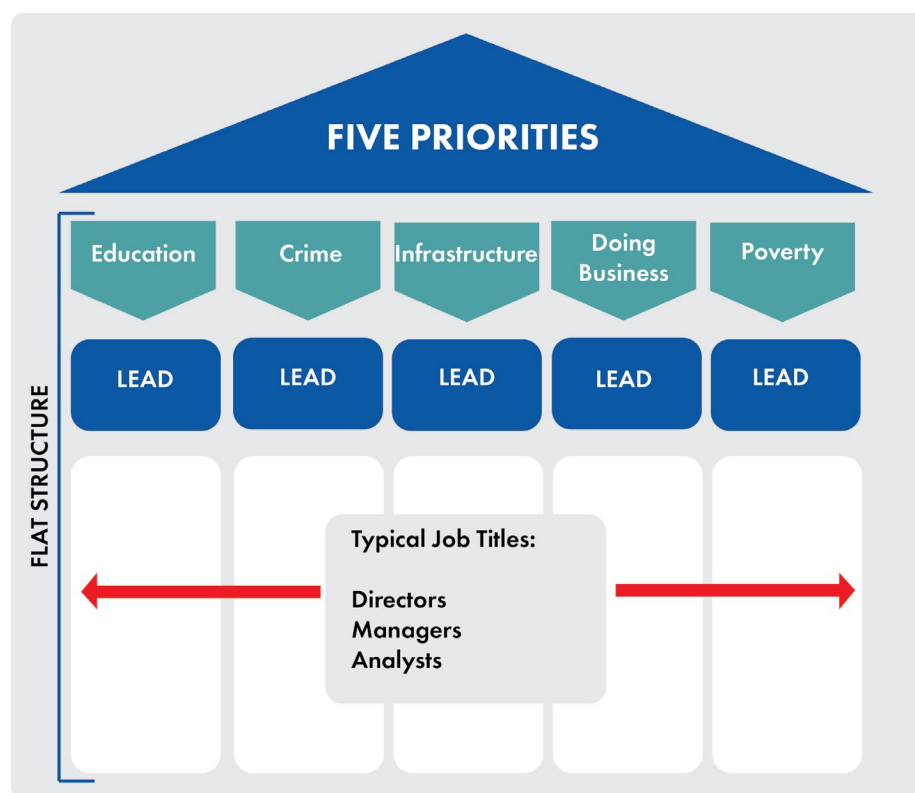 FIVE PRIORITIES
Education
Crime
Infrastructure
Doing
Business
Poverty
LEAD
LEAD
LEAD
LEAD
LEAD
FLAT STRUCTURE
Typical Job Titles:
Directors
Managers
Analysts